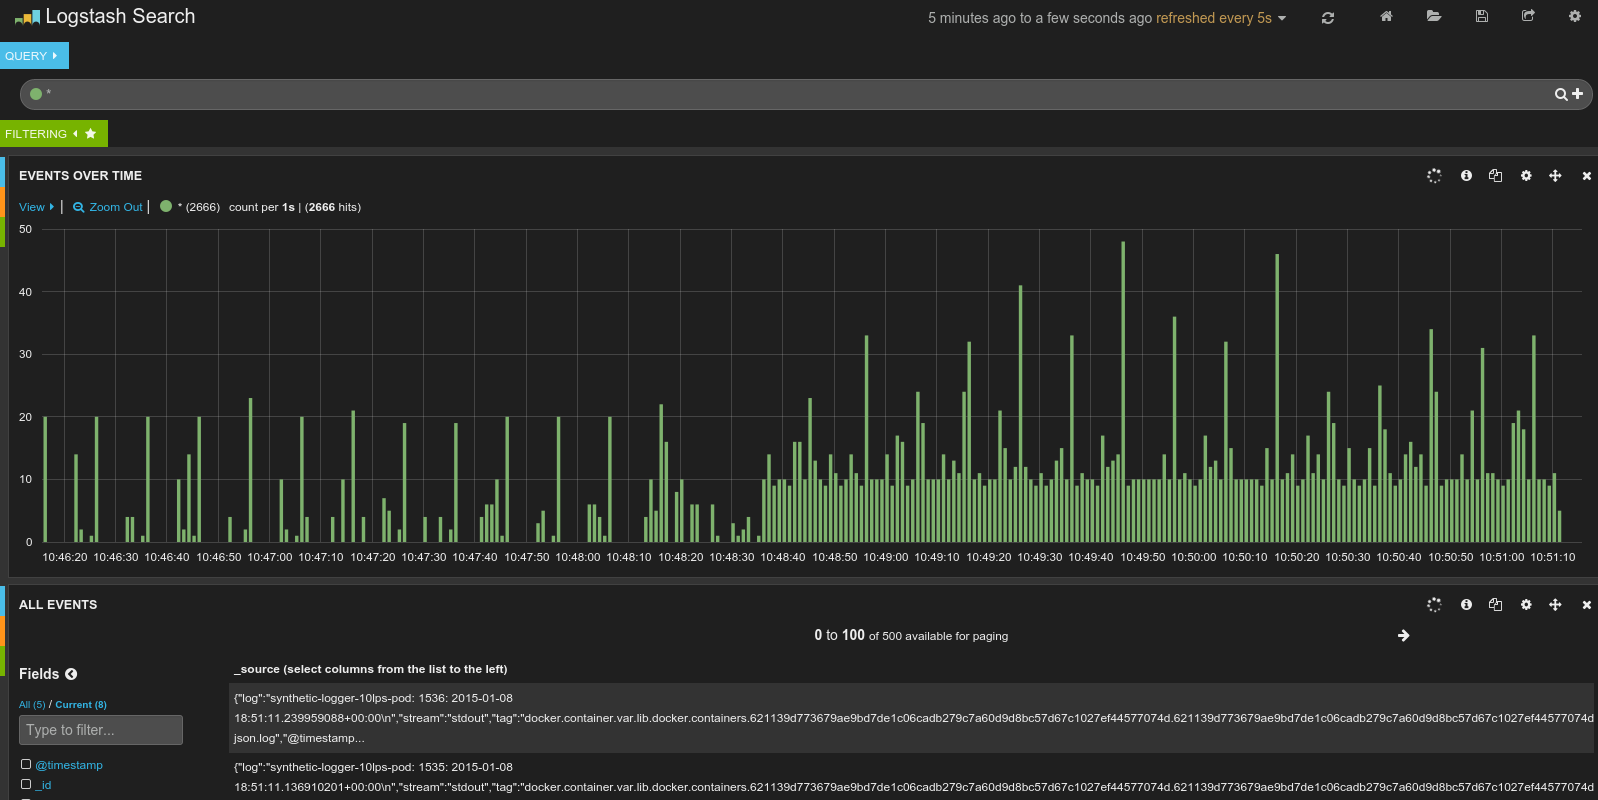 Logstash Search
5 minutes ago to a few seconds ago refreshed every 5s
QUERY
*
FILTERING
EVENTS OVER TIME
View | Zoom Out | * (2666) count per 1s | (2666 hits)
50
40
30
20
10
0
10:46:20 10:46:30 10:46:40 10:46:50 10:47:00 10:47:10 10:47:20 10:47:30 10:47:40 10:47:50 10:48:00 10:48:10 10:48:20 10:48:30 10:48:40 10:48:50 10:49:00 10:49:10 10:49:20 10:49:30 10:49:40 10:49:50 10:50:00 10:50:10 10:50:20 10:50:30 10:50:40 10:50:50 10:51:00 10:51:10
ALL EVENTS
0 to 100 of 500 available for paging
Fields
All (5) / Current (8)
Type to filter...
@timestamp
_id
_source (select columns from the list to the left)
{"log":"synthetic-logger-10lps-pod: 1536: 2015-01-08
18:51:11.239959088+00:00\n","stream":"stdout","tag":"docker.container.var.lib.docker.containers.621139d773679ae9bd7de1c06cadb279c7a60d9d8bc57d67c1027ef44577074d.621139d773679ae9bd7de1c06cadb279c7a60d9d8bc57d67c1027ef44577074d
json.log","@timestamp...
{"log":"synthetic-logger-10lps-pod: 1535: 2015-01-08
18:51:11.136910201+00:00\n","stream":"stdout","tag":"docker.container.var.lib.docker.containers.621139d773679ae9bd7de1c06cadb279c7a60d9d8bc57d67c1027ef44577074d.621139d773679ae9bd7de1c06cadb279c7a60d9d8bc57d67c1027ef44577074d